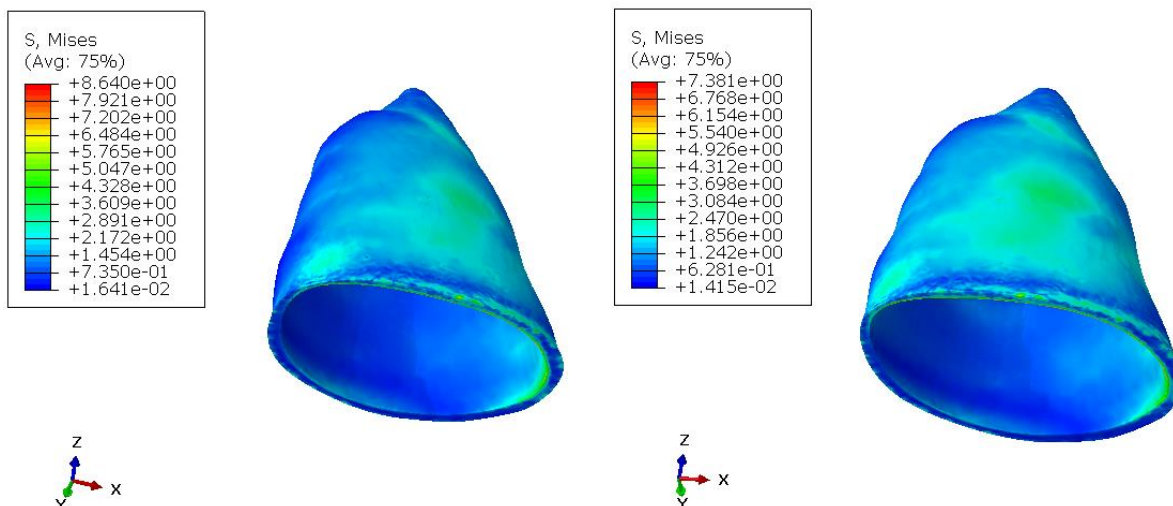 S, Mises
(Avg: 75%)
+8.640e+00
+7.921e+00
+7.202e+00
+6.484e+00
+5.765e+00
+5.047e+00
+4.328e+00
+3.609e+00
+2.891e+00
+2.172e+00
+1.454e+00
+7.350e-01
+1.641e-02
Z
X
Y
S, Mises
(Avg: 75%)
+7.381e+00
+6.768e+00
+6.154e+00
+5.540e+00
+4.926e+00
+4.312e+00
+3.698e+00
+3.084e+00
+2.470e+00
+1.856e+00
+1.242e+00
+6.281e-01
+1.415e-02
Z
X
Y